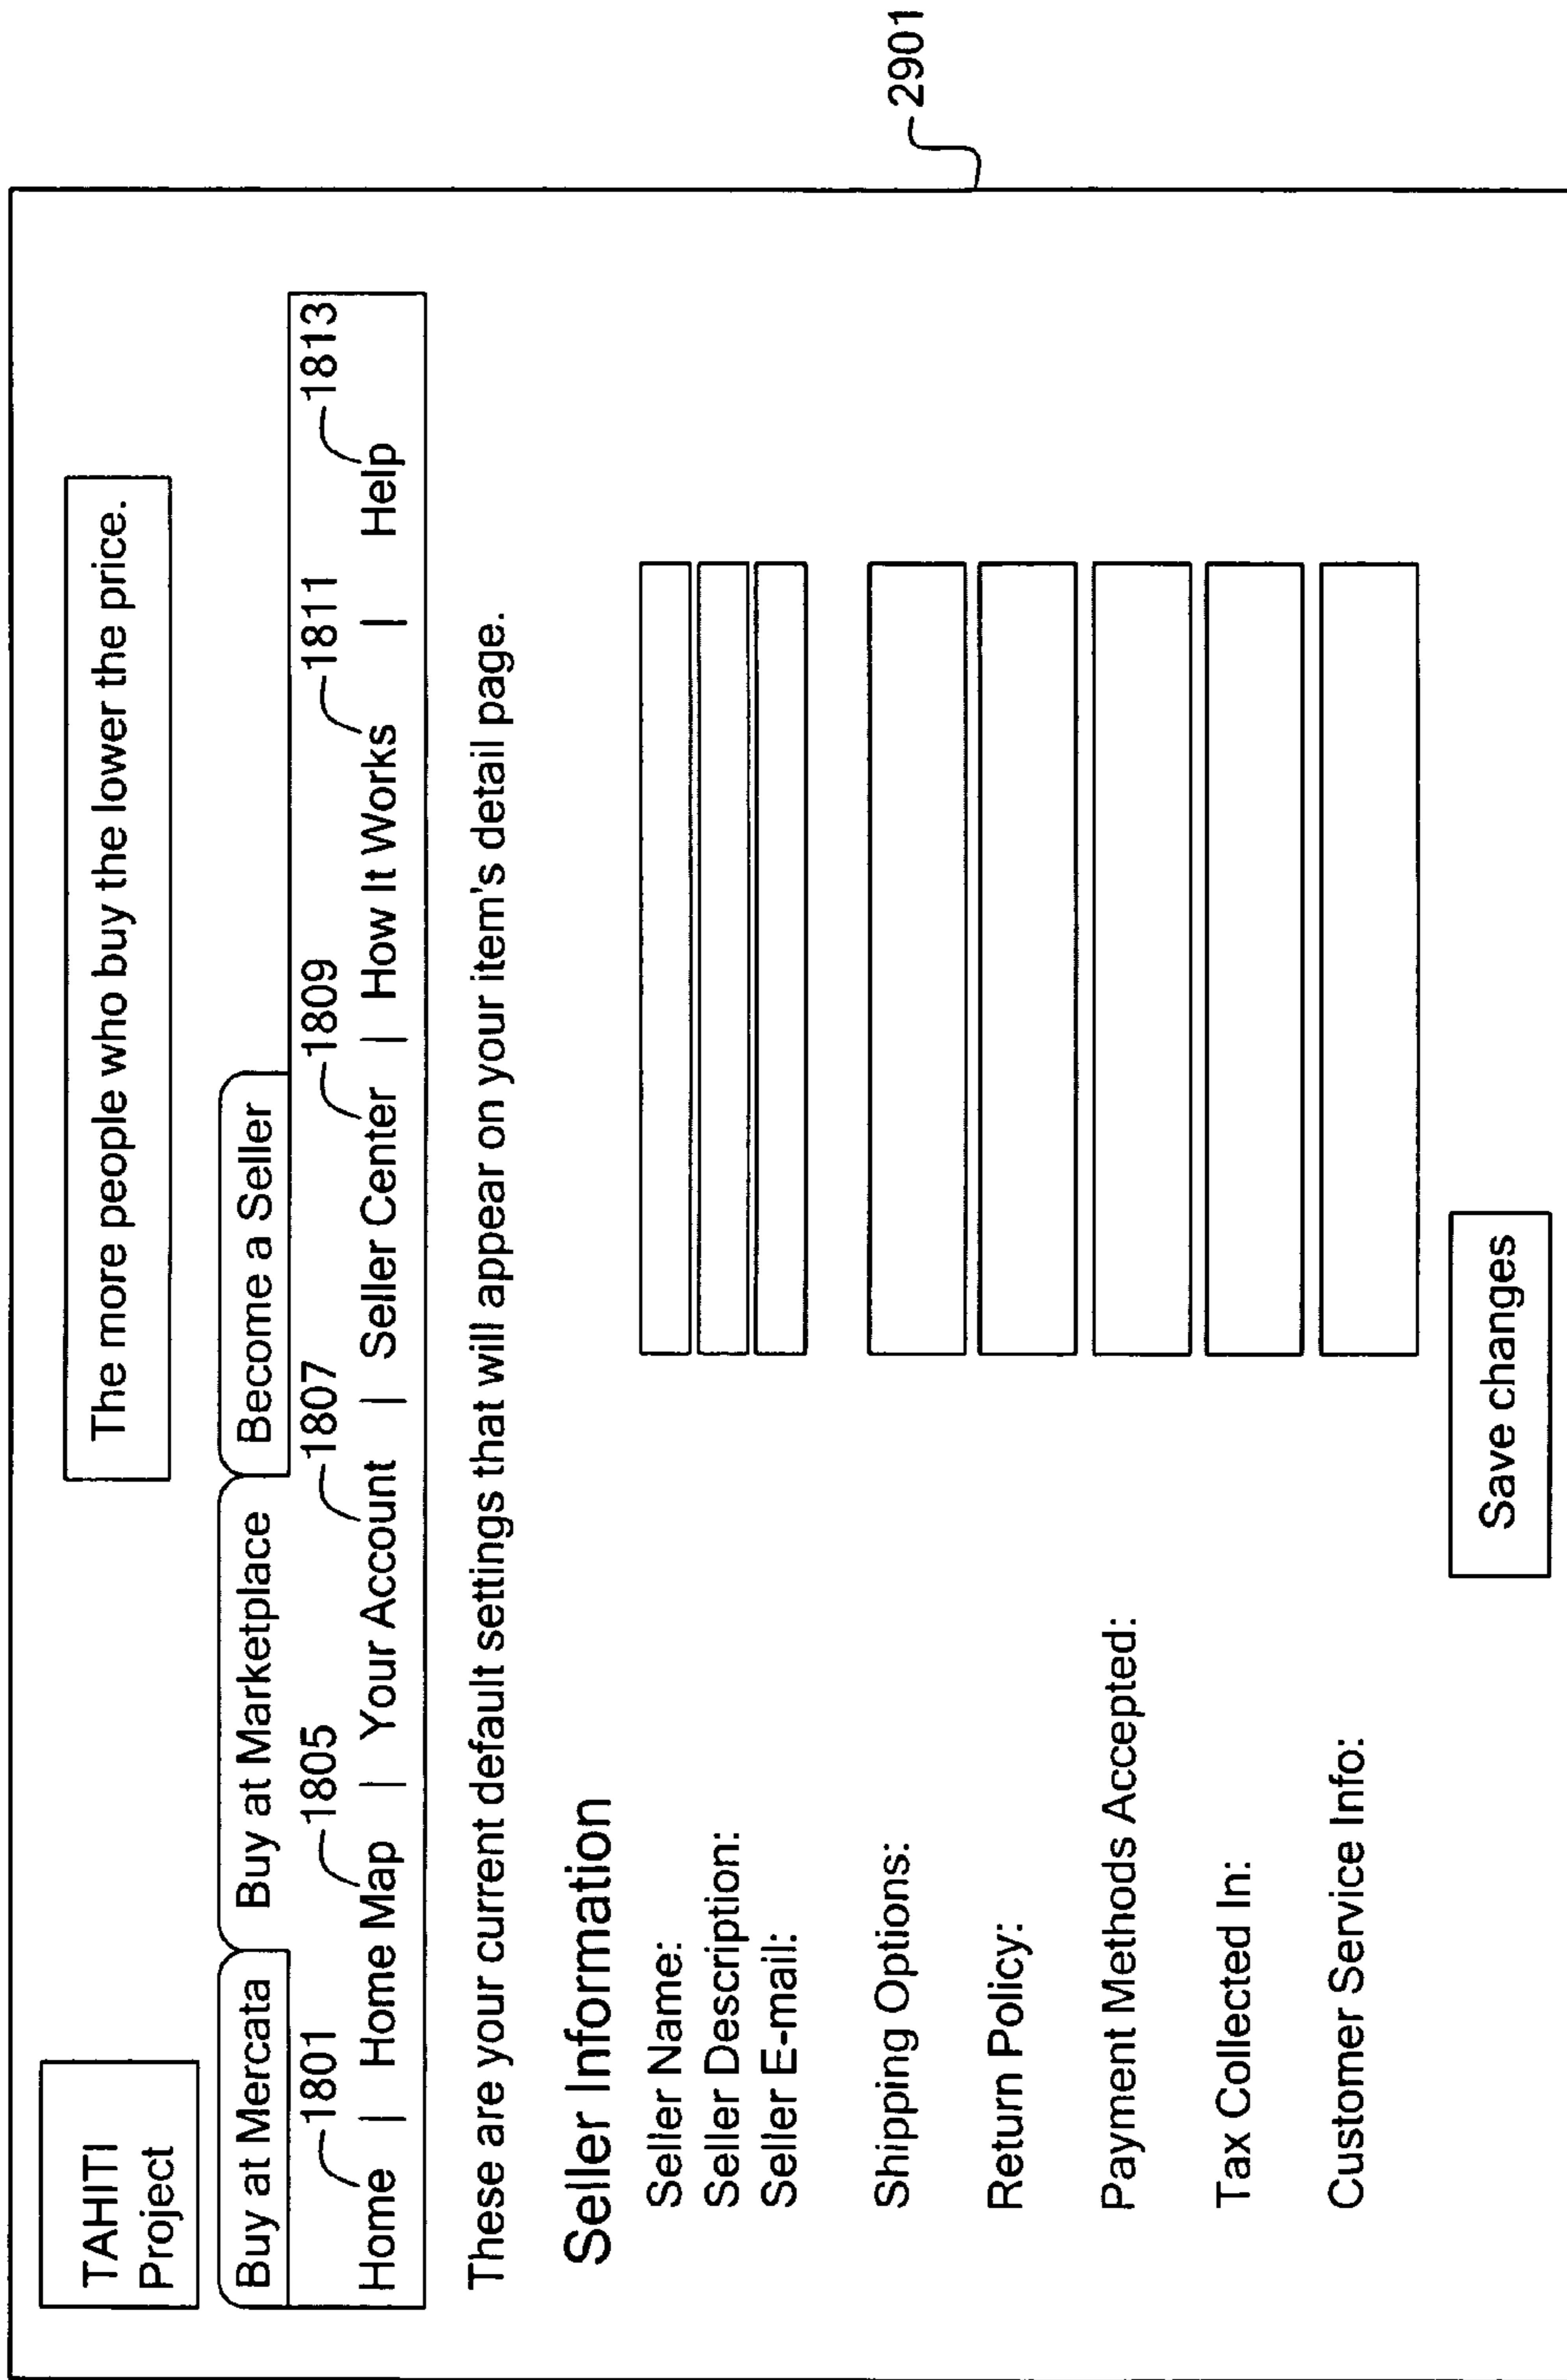 TAHITI
Project
The more people who buy the lower the price.
Buy at Mercata Buy at Marketplace Become a Seller
1801 1805 1807 1809 1811 1813
Home | Home Map | Your Account | Seller Center | How It Works | Help
These are your current default settings that will appear on your item's detail page.
Seller Information
Seller Name:
Seller Description:
Seller E-mail:
Shipping Options:
Return Policy:
Payment Methods Accepted:
Tax Collected In:
Customer Service Info:
Save changes
2901